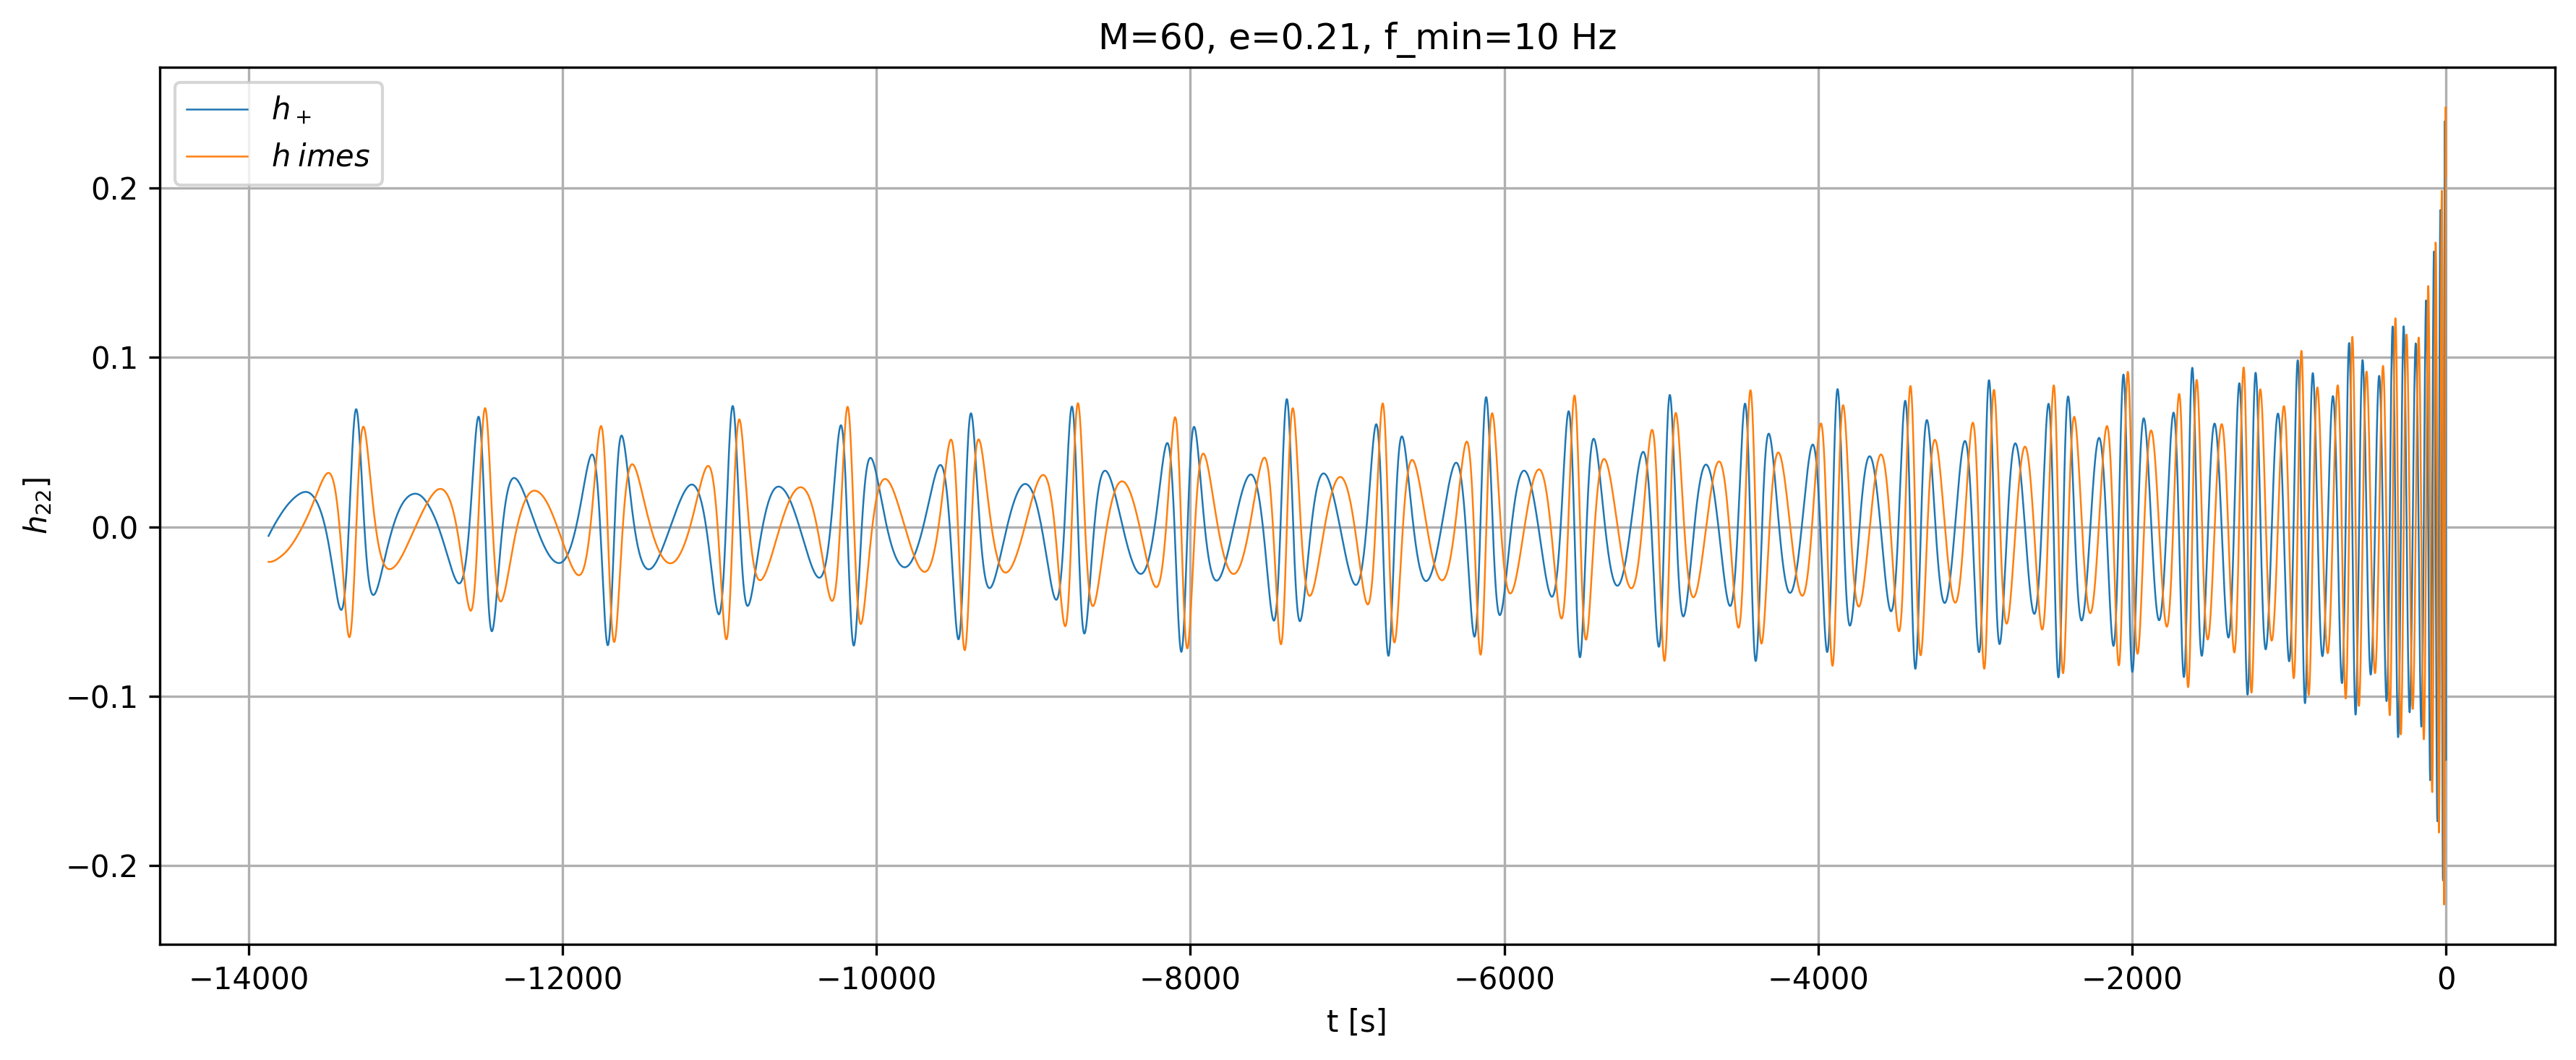 M=60, e=0.21, f_min=10 Hz
h+
h imes
h22]
0.2
0.1
0.0
−0.1
−0.2
−14000 −12000 −10000 −8000 −6000 −4000 −2000 0
t [s]